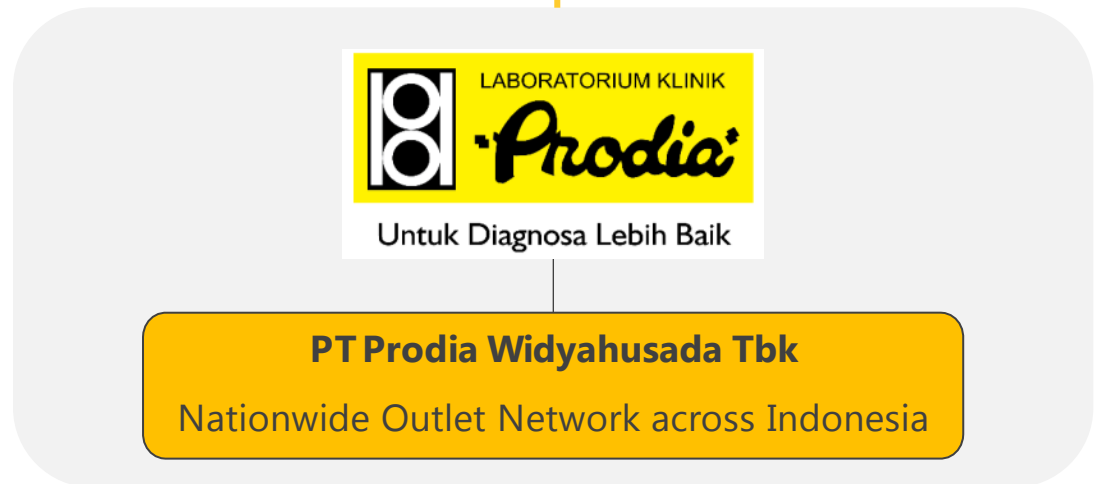 LABORATORIUM KLINIK
Prodia
Untuk Diagnosa Lebih Baik
PT Prodia Widyahusada Tbk
Nationwide Outlet Network across Indonesia